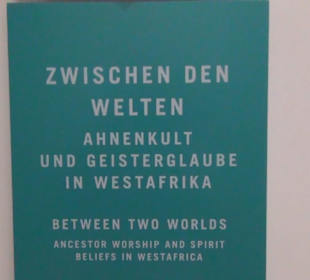 ZWISCHEN DEN
WELTEN
AHNENKULT
UND GEISTERGLAUBE
IN WESTAFRIKA
BETWEEN TWO WORLDS
ANCESTOR WORSHIP AND SPIRIT
BELIEFS IN WESTAFRICA